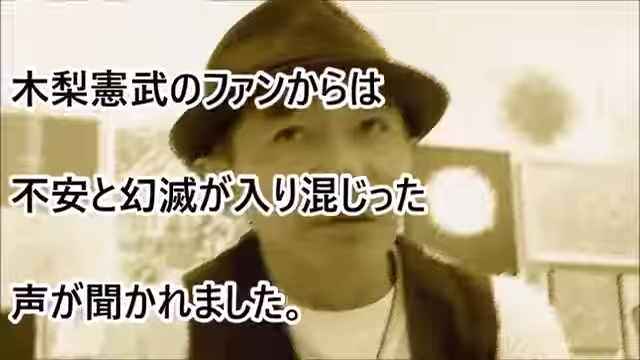 木梨憲武のファンからは
不安と幻滅が入り混じった
声が聞かれました。